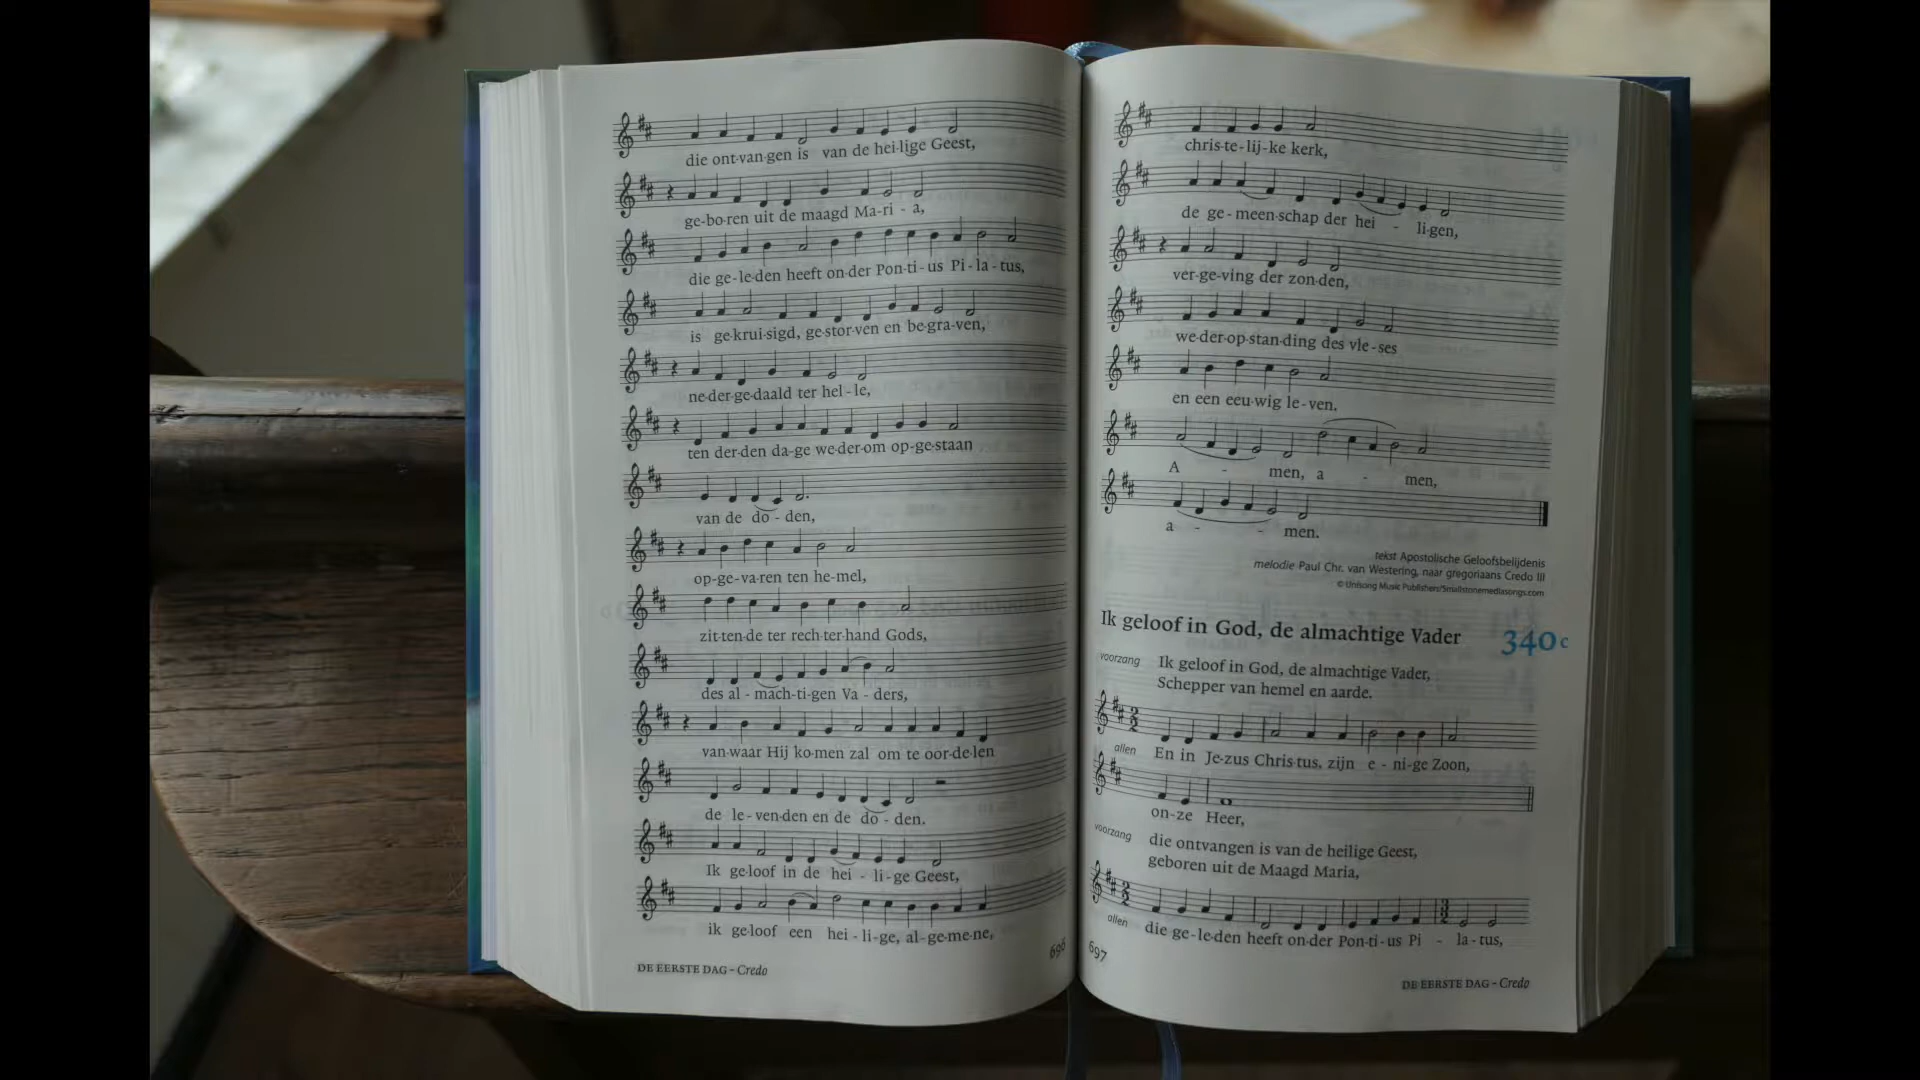 die ont-van-gen is van de hei-lige Geest,
ge-bo-ren uit de maagd Ma-ri - a,
die ge-le-den heeft on-der Pon-ti-us Pi-la-tus,
is ge-krui-sigd, ge-stor-ven en be-gra-ven,
ne-der-ge-daald ter hel-le,
ten der-den da-ge we-der-om op-ge-staan
van de do - den,
op-ge-va-ren ten he-mel,
zit-ten-de ter rech-ter-hand Gods,
des al - mach-ti-gen Va - ders,
van-waar Hij ko-men zal om te oor-de-len
de le-ven-den en de do - den.
Ik ge-loof in de hei - li-ge Geest,
ik ge-loof een hei-li-ge, al-ge-me-ne,
DE EERSTE DAG – Credo
696
chris-te-lij-ke kerk,
de ge-meen-schap der hei - li-gen,
ver-ge-ving der zon-den,
we-der-op-stan-ding des vle-ses
en een eeu-wig le-ven.
A - men, a - men,
a - - men.
tekst Apostolische Geloofsbelijdenis
melodie Paul Chr. van Westering, naar gregoriaans Credo III
© Unisong Music Publishers/Smallstonemediasongs.com
Ik geloof in God, de almachtige Vader 340c
voorzang Ik geloof in God, de almachtige Vader,
Schepper van hemel en aarde.
allen En in Je-zus Chris-tus, zijn e - ni-ge Zoon,
on-ze Heer,
voorzang die ontvangen is van de heilige Geest,
geboren uit de Maagd Maria,
allen die ge-le-den heeft on-der Pon-ti-us Pi - la-tus,
697
DE EERSTE DAG – Credo